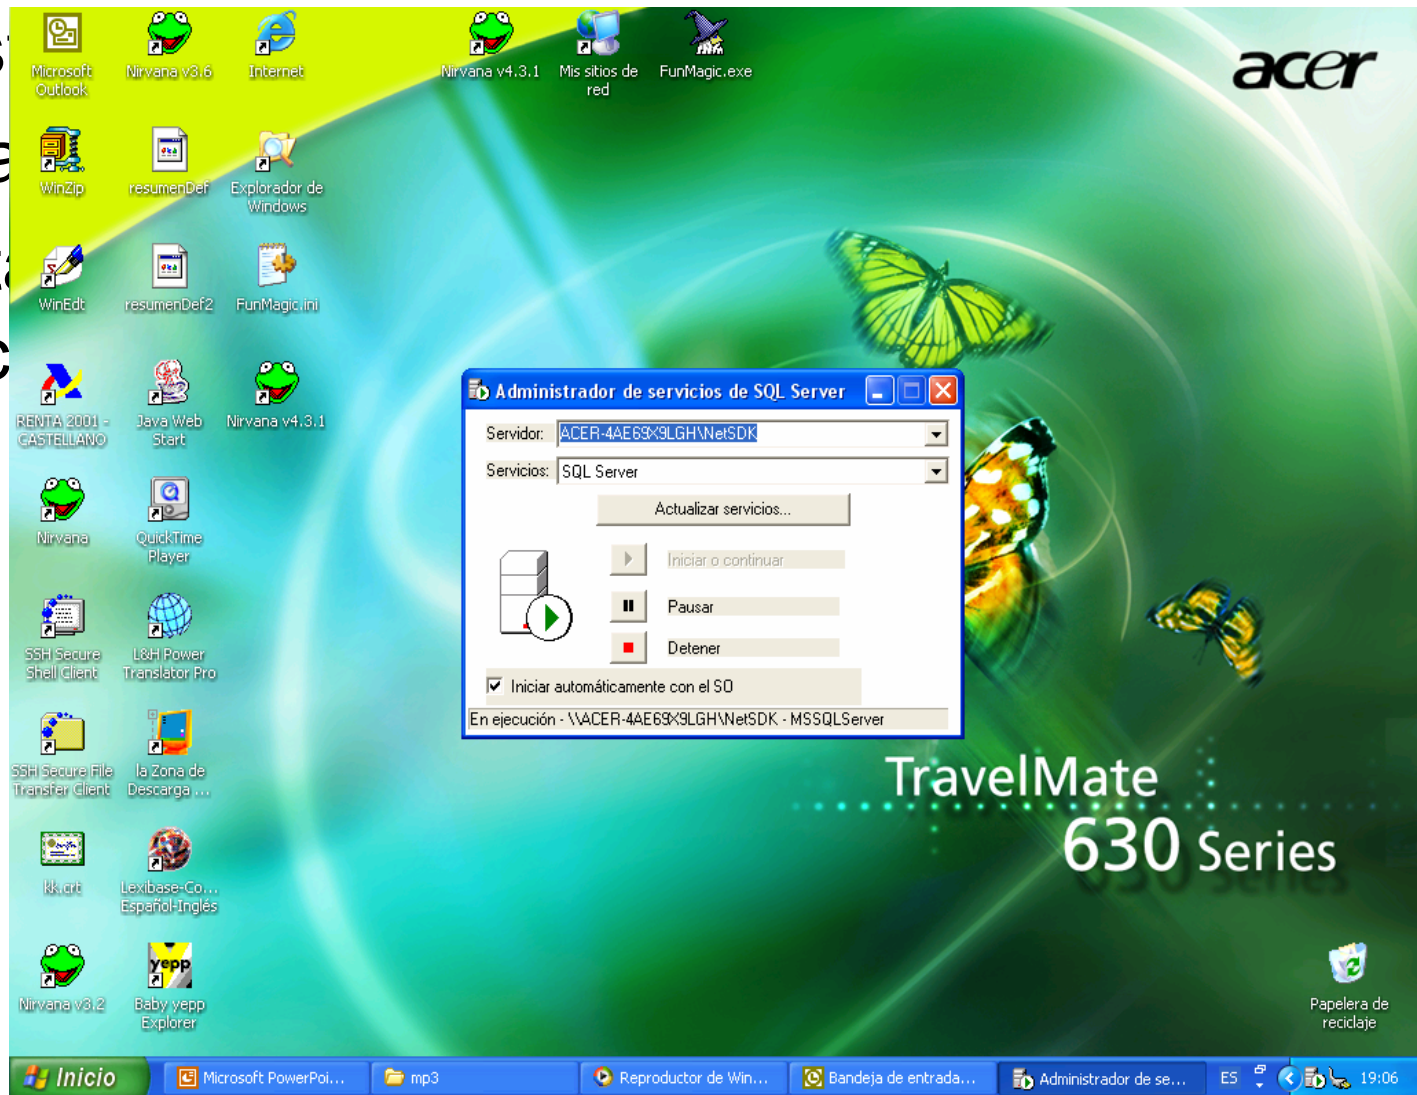 Microsoft
Outlook
Nirvana v3.6
Internet
Nirvana v4.3.1
Mis sitios de
red
FunMagic.exe
acer
WinZip
resumenDef
Explorador de
Windows
WinEdt
resumenDef2
FunMagic.ini
RENTA 2001 -
CASTELLANO
Java Web
Start
Nirvana v4.3.1
Administrador de servicios de SQL Server
Servidor: ACER-4AE69X9LGH\NetSDK
Servicios: SQL Server
Actualizar servicios...
Iniciar o continuar
Pausar
Detener
Iniciar automáticamente con el SO
En ejecución - \\ACER-4AE69X9LGH\NetSDK - MSSQLServer
Nirvana
QuickTime
Player
SSH Secure
Shell Client
L&H Power
Translator Pro
SSH Secure File
Transfer Client
la Zona de
Descarga ...
TravelMate
630 Series
kk.crt
Lexibase-Co...
Español-Inglés
Nirvana v3.2
yepp
Baby yepp
Explorer
Papelera de
reciclaje
Inicio
Microsoft PowerPoi...
mp3
Reproductor de Win...
Bandeja de entrada...
Administrador de se...
ES
19:06